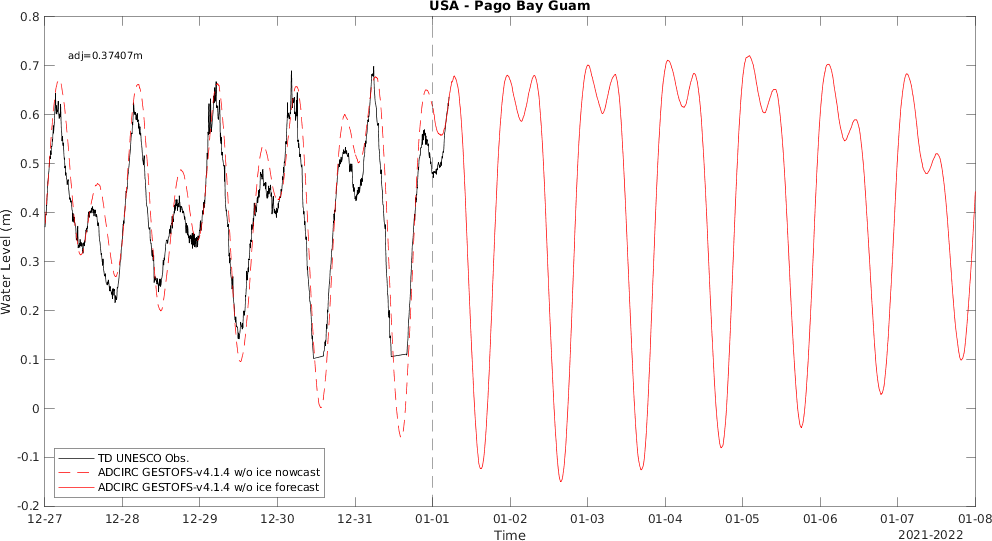 USA - Pago Bay Guam
adj=0.37407m
Water Level (m)
0.8
0.7
0.6
0.5
0.4
0.3
0.2
0.1
0
-0.1
-0.2
TD UNESCO Obs.
ADCIRC GESTOFS-v4.1.4 w/o ice nowcast
ADCIRC GESTOFS-v4.1.4 w/o ice forecast
12-27 12-28 12-29 12-30 12-31 01-01 01-02 01-03 01-04 01-05 01-06 01-07 01-08
Time
2021-2022